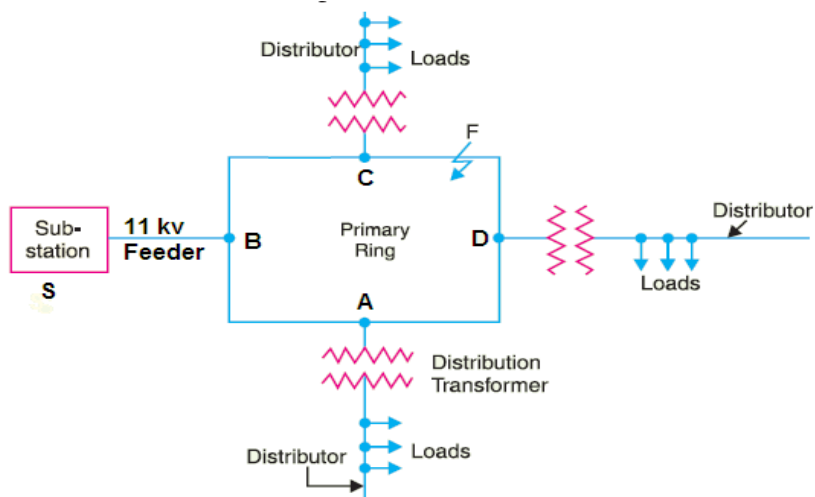 Distributor
Loads
F
C
Sub-
station
11 kv
Feeder
B
Primary
Ring
D
Distributor
Loads
S
A
Distribution
Transformer
Loads
Distributor